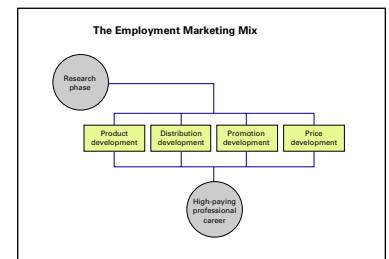 The Employment Marketing Mix
Research
phase
Product
development
Distribution
development
Promotion
development
Price
development
High-paying
professional
career